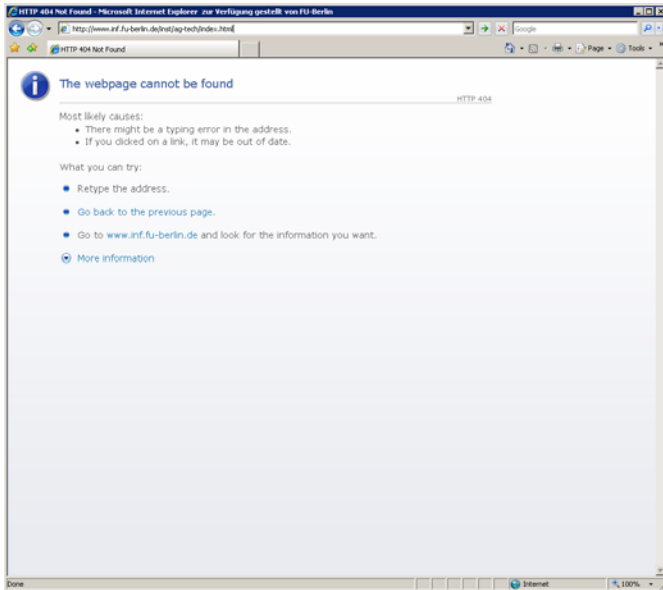 HTTP 404 Not Found - Microsoft Internet Explorer zur Verfügung gestellt von FU-Berlin
http://www.inf.fu-berlin.de/inst/ag-tech/index.html
Google
HTTP 404 Not Found
Page
Tools
The webpage cannot be found
HTTP 404
Most likely causes:
There might be a typing error in the address.
If you clicked on a link, it may be out of date.
What you can try:
Retype the address.
Go back to the previous page.
Go to www.inf.fu-berlin.de and look for the information you want.
More information
Done
Internet
100%